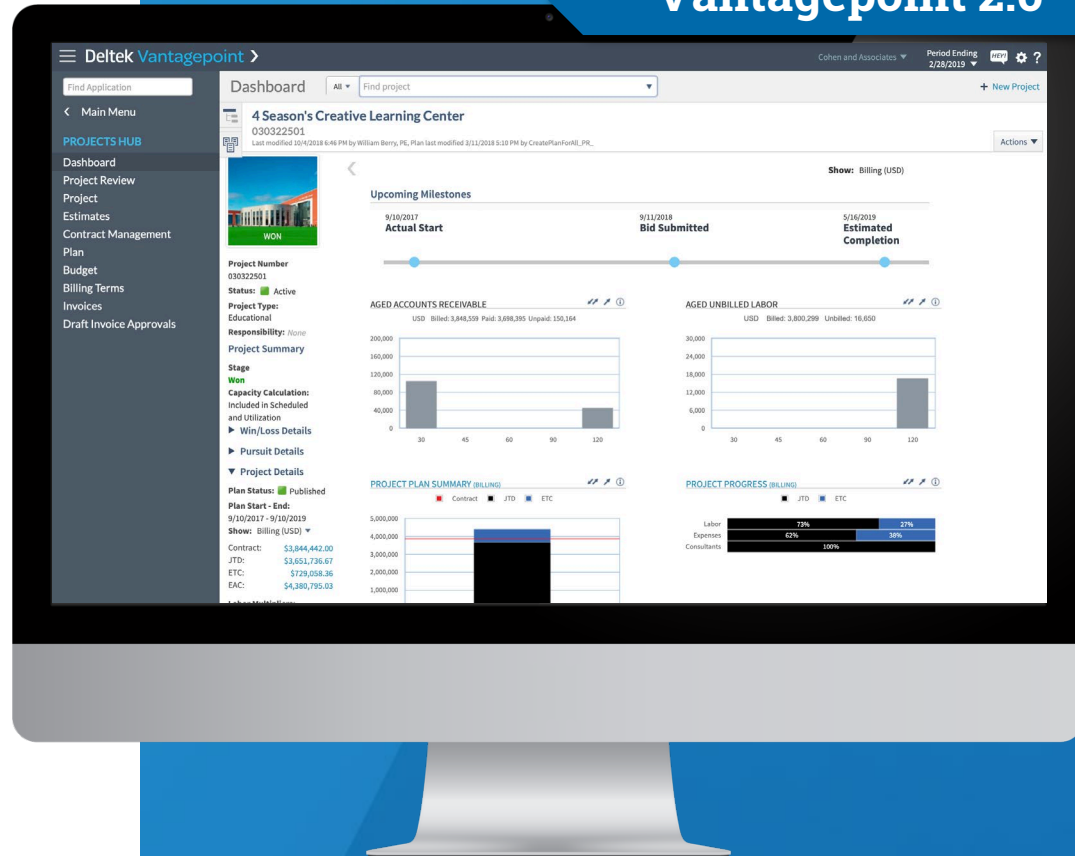 Vantagepoint 2.0
Deltek Vantagepoint
Cohen and Associates
Period Ending
2/28/2019
HEY!
?
Find Application
Main Menu
PROJECTS HUB
Dashboard
Project Review
Project
Estimates
Contract Management
Plan
Budget
Billing Terms
Invoices
Draft Invoice Approvals
Dashboard
All
Find project
+ New Project
4 Season's Creative Learning Center
030322501
Last modified 10/4/2018 6:46 PM by William Berry, PE, Plan last modified 3/11/2018 5:10 PM by CreatePlanForAll_PR_
Actions
WON
Project Number
030322501
Status: Active
Project Type:
Educational
Responsibility: None
Project Summary
Stage
Won
Capacity Calculation:
Included in Scheduled
and Utilization
Win/Loss Details
Pursuit Details
Project Details
Plan Status: Published
Plan Start - End:
9/10/2017 - 9/10/2019
Show: Billing (USD)
Contract: $3,844,442.00
JTD: $3,651,736.67
ETC: $729,058.36
EAC: $4,380,795.03
Show: Billing (USD)
Upcoming Milestones
9/10/2017
Actual Start
9/11/2018
Bid Submitted
5/16/2019
Estimated
Completion
AGED ACCOUNTS RECEIVABLE
USD Billed: 3,848,559 Paid: 3,698,395 Unpaid: 150,164
200,000
160,000
120,000
80,000
40,000
0
30 45 60 90 120
AGED UNBILLED LABOR
USD Billed: 3,800,299 Unbilled: 16,650
30,000
24,000
18,000
12,000
6,000
0
30 45 60 90 120
PROJECT PLAN SUMMARY (BILLING)
Contract JTD ETC
5,000,000
4,000,000
3,000,000
2,000,000
1,000,000
PROJECT PROGRESS (BILLING)
JTD ETC
Labor 73% 27%
Expenses 62% 38%
Consultants 100%